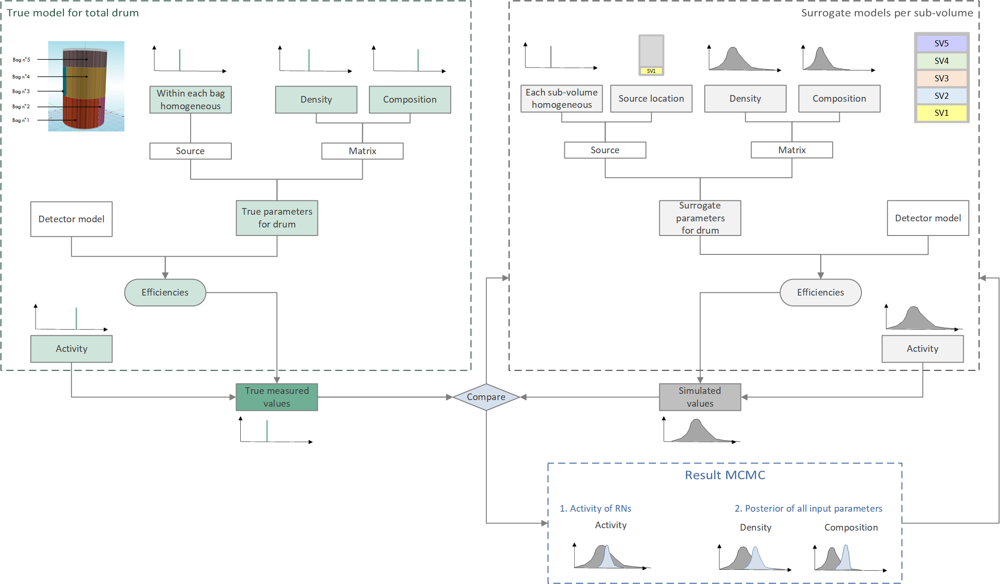 True model for total drum
Bag n°5
Bag n°4
Bag n°3
Bag n°2
Bag n°1
Within each bag
homogeneous
Density
Composition
Source
Matrix
Detector model
True parameters
for drum
Efficiencies
Activity
True measured
values
Compare
Surrogate models per sub-volume
SV1
SV5
SV4
SV3
SV2
SV1
Each sub-volume
homogeneous
Source location
Density
Composition
Source
Matrix
Surrogate
parameters
for drum
Detector model
Efficiencies
Activity
Simulated
values
Result MCMC
1. Activity of RNs
Activity
2. Posterior of all input parameters
Density
Composition